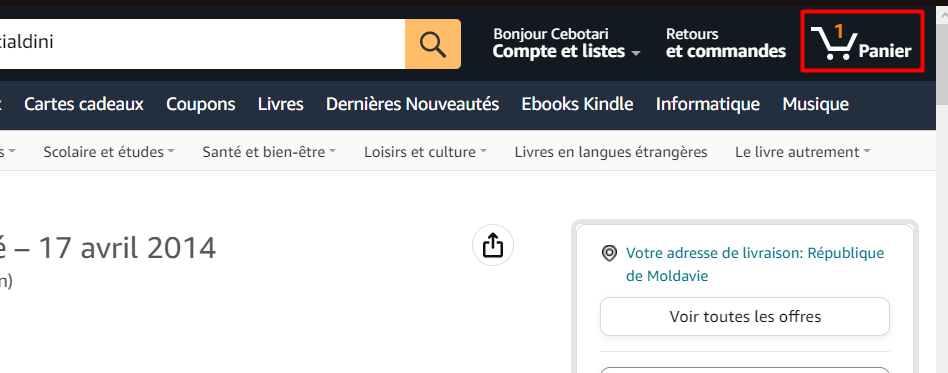 cialdini
Bonjour Cebotari
Compte et listes
Retours
et commandes
1
Panier
Cartes cadeaux Coupons Livres Dernières Nouveautés Ebooks Kindle Informatique Musique
Scolaire et études Santé et bien-être Loisirs et culture Livres en langues étrangères Le livre autrement
– 17 avril 2014
Votre adresse de livraison: République
de Moldavie
Voir toutes les offres